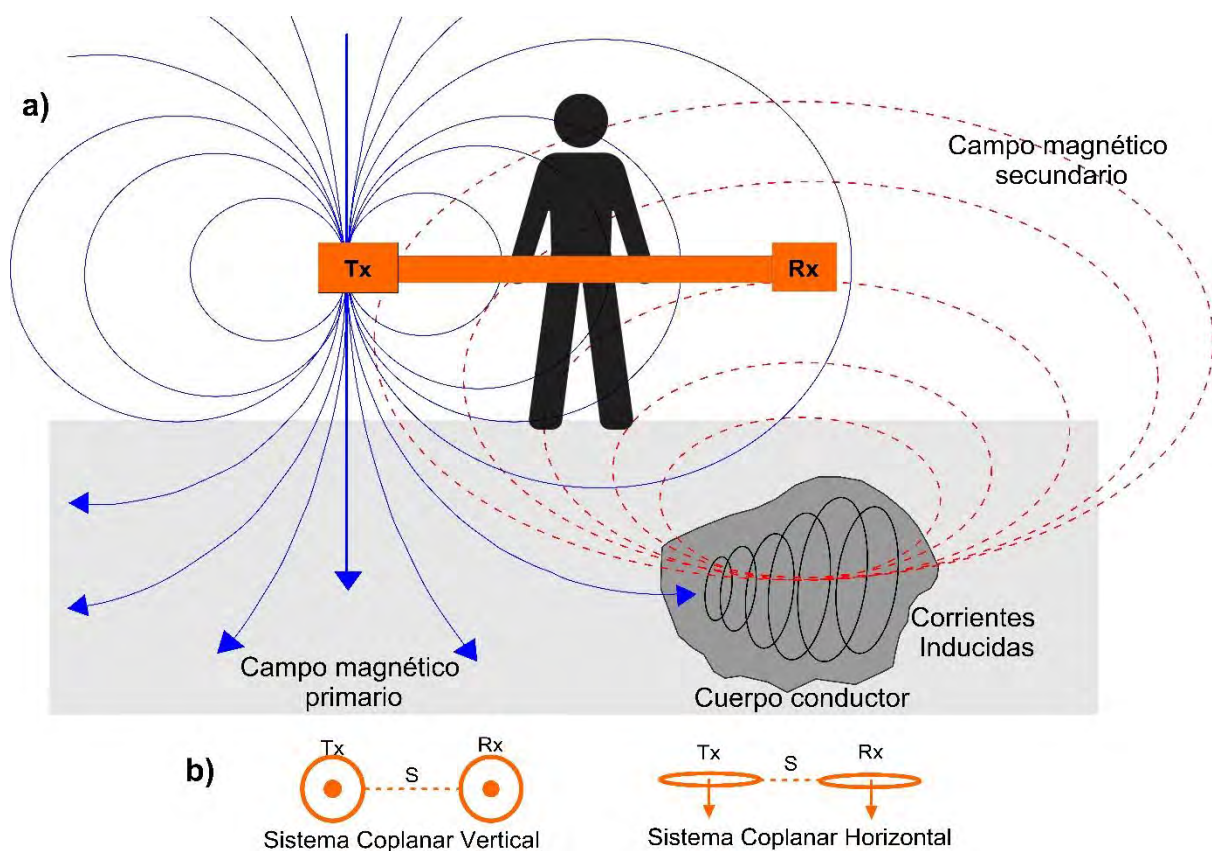 a)
Campo magnético
secundario
Tx
Rx
Corrientes
Inducidas
Campo magnético
primario
Cuerpo conductor
b)
Tx
Rx
S
Sistema Coplanar Vertical
Tx
Rx
S
Sistema Coplanar Horizontal